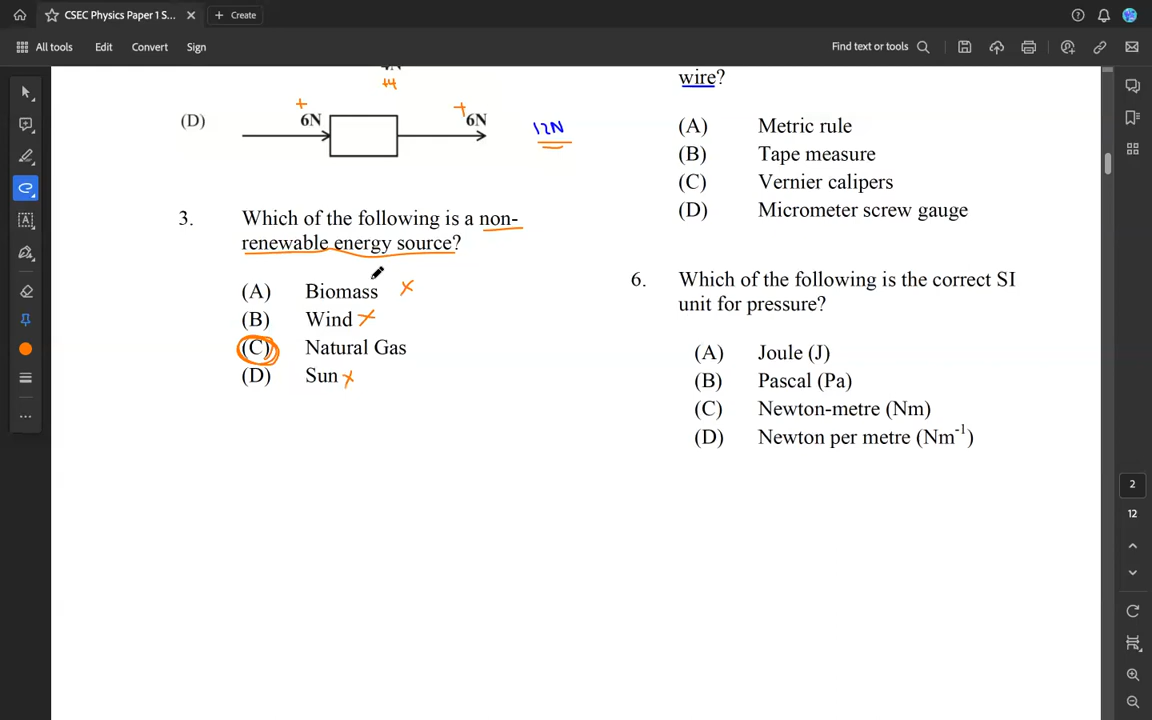 CSEC Physics Paper 1 S...
Create
All tools
Edit
Convert
Sign
Find text or tools
+4
(D)
+
6N
+
6N
12N
3.
Which of the following is a non-
renewable energy source?
(A) Biomass x
(B) Wind x
(C) Natural Gas
(D) Sun x
wire?
(A) Metric rule
(B) Tape measure
(C) Vernier calipers
(D) Micrometer screw gauge
6.
Which of the following is the correct SI
unit for pressure?
(A) Joule (J)
(B) Pascal (Pa)
(C) Newton-metre (Nm)
(D) Newton per metre (Nm⁻¹)
2
12